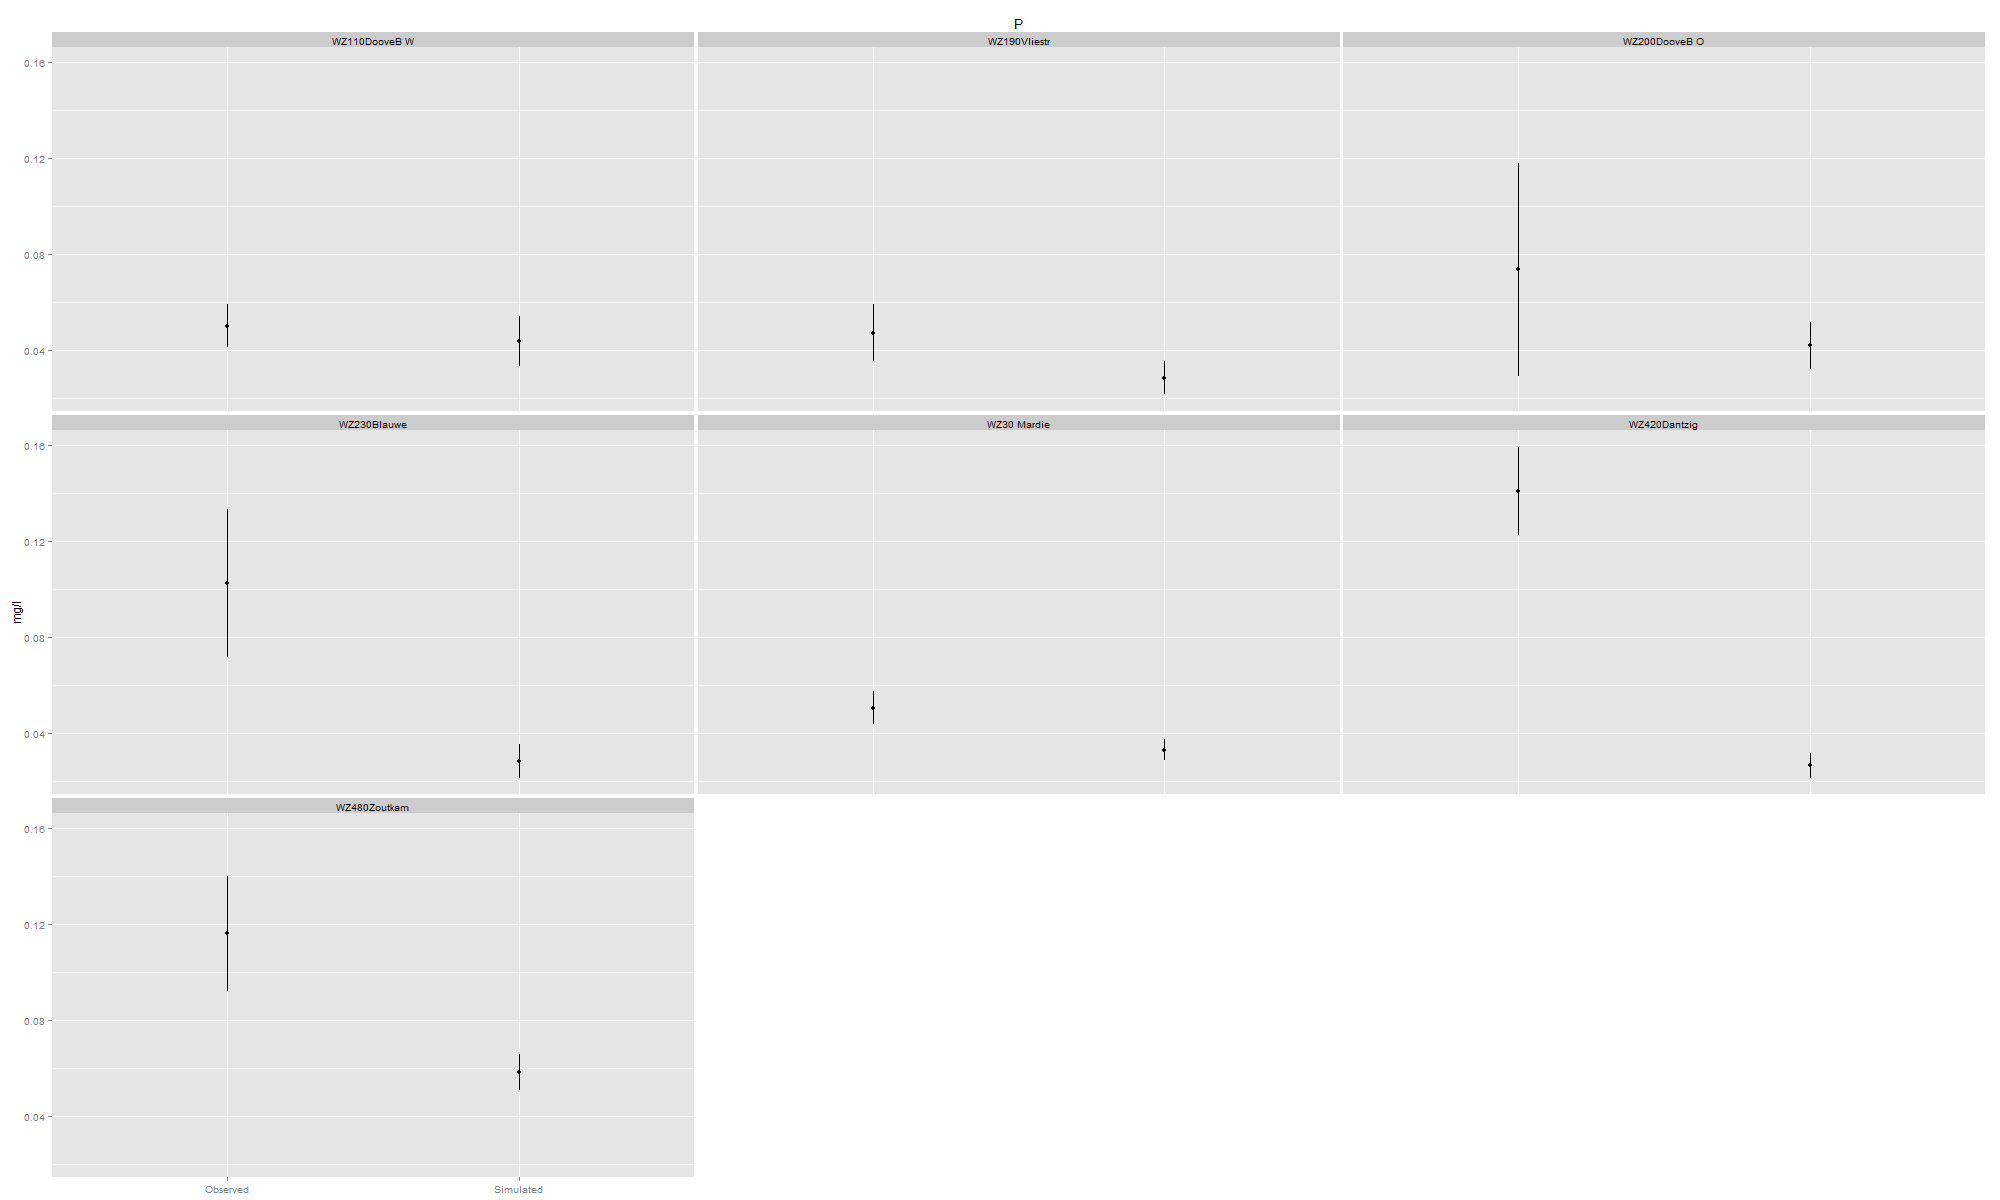 P
WZ110DooveB W
WZ190Vliestr
WZ200DooveB O
0.16
0.12
0.08
0.04
WZ230Blauwe
WZ30 Mardie
WZ420Dantzig
0.16
0.12
0.08
0.04
mg/l
WZ480Zoutkam
0.16
0.12
0.08
0.04
Observed
Simulated